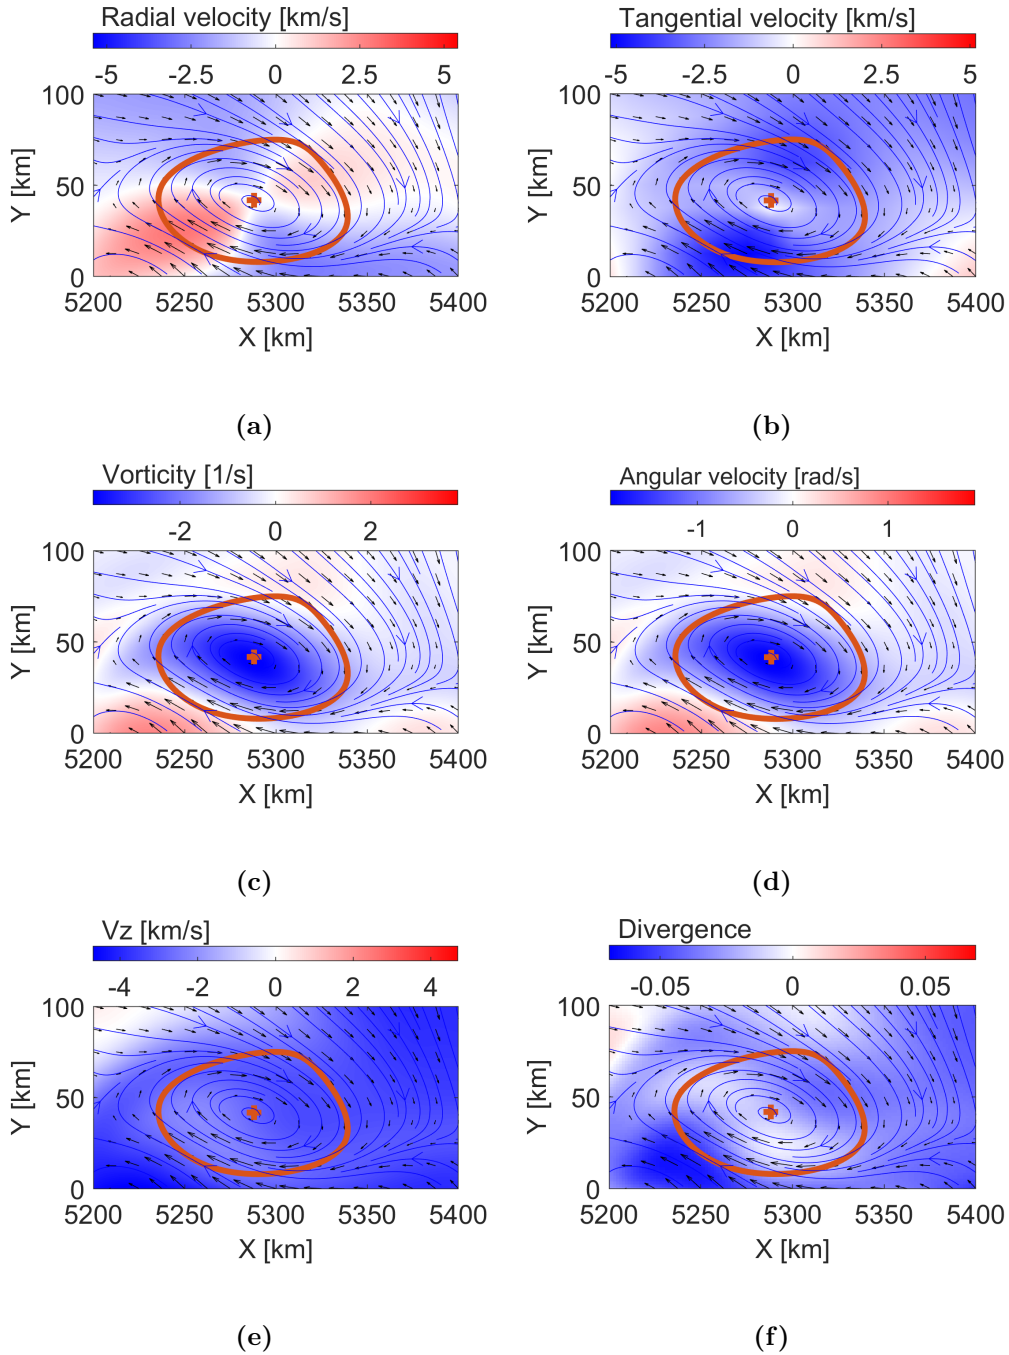 Radial velocity [km/s]
-5 -2.5 0 2.5 5
100
50
0
Y [km]
5200 5250 5300 5350 5400
X [km]
(a)
Tangential velocity [km/s]
-5 -2.5 0 2.5 5
100
50
0
Y [km]
5200 5250 5300 5350 5400
X [km]
(b)
Vorticity [1/s]
-2 0 2
100
50
0
Y [km]
5200 5250 5300 5350 5400
X [km]
(c)
Angular velocity [rad/s]
-1 0 1
100
50
0
Y [km]
5200 5250 5300 5350 5400
X [km]
(d)
Vz [km/s]
-4 -2 0 2 4
100
50
0
Y [km]
5200 5250 5300 5350 5400
X [km]
(e)
Divergence
-0.05 0 0.05
100
50
0
Y [km]
5200 5250 5300 5350 5400
X [km]
(f)